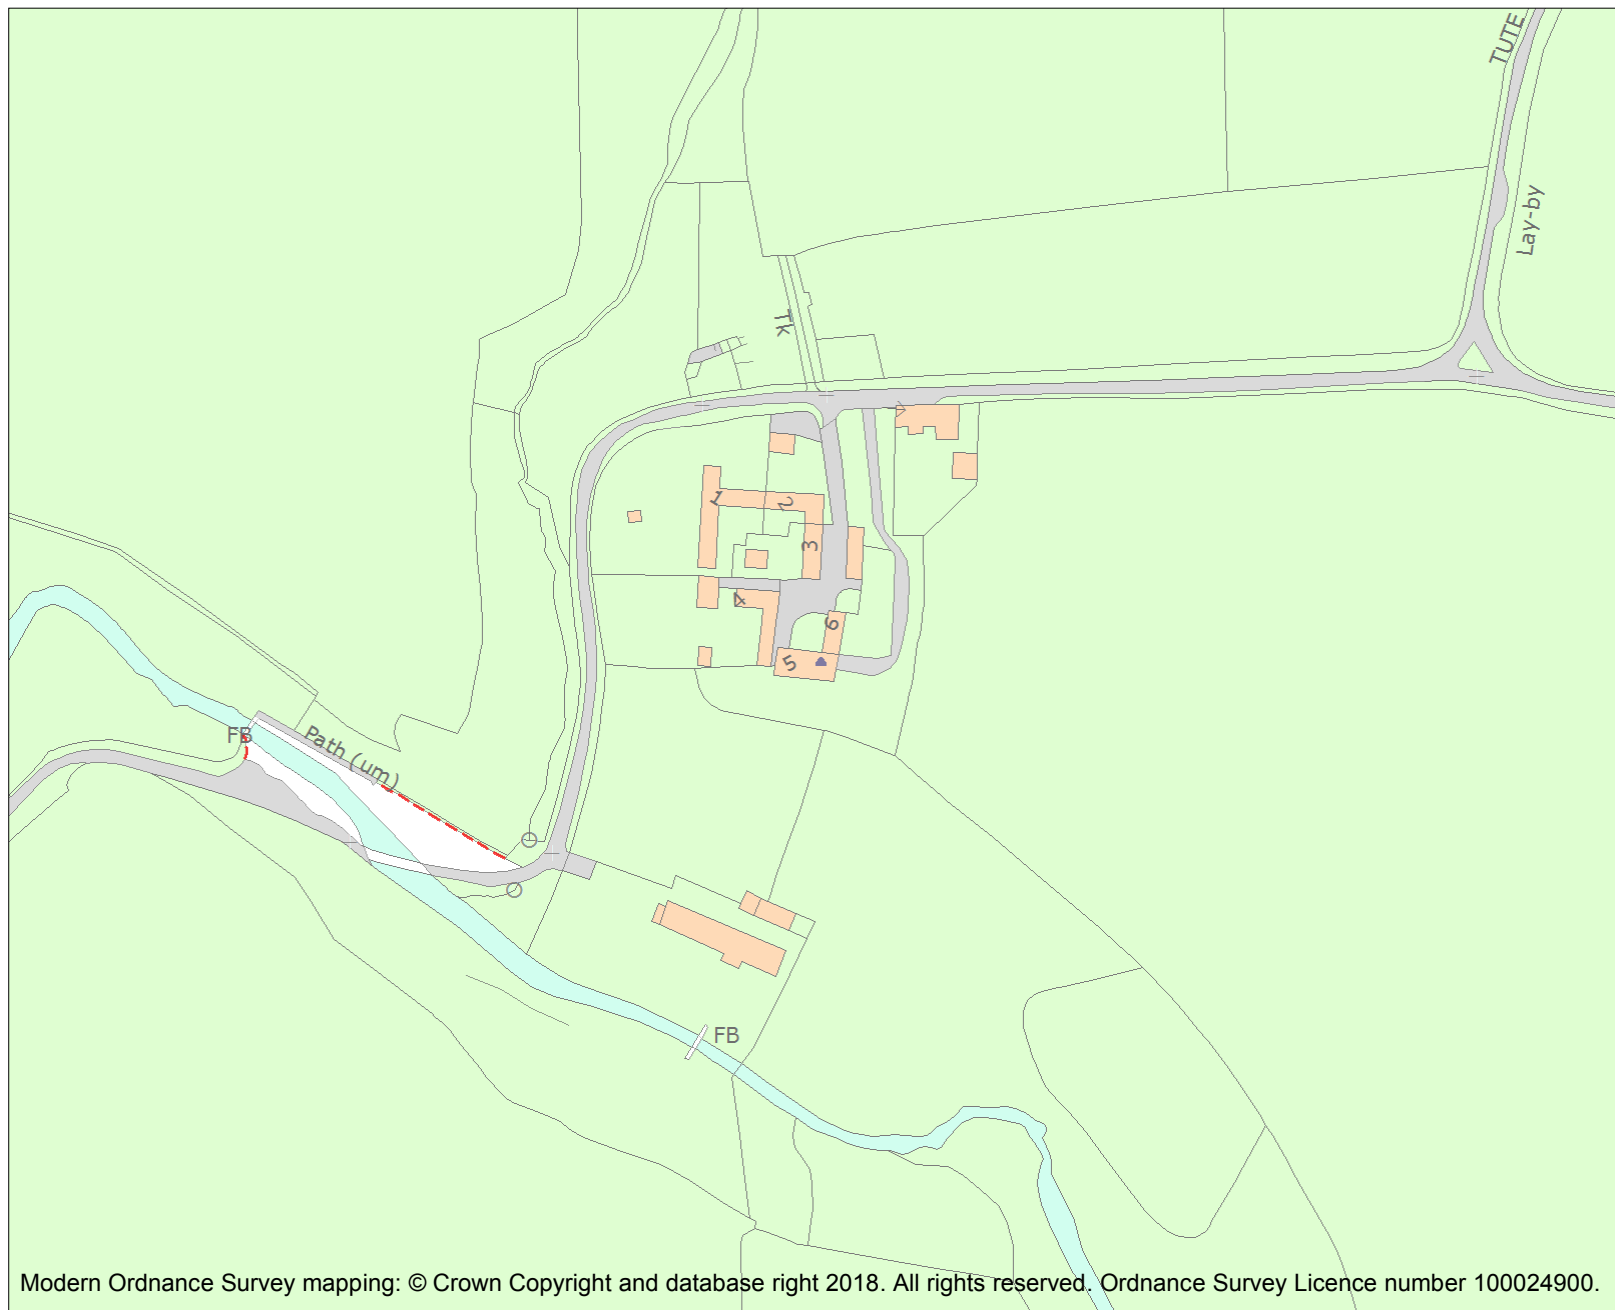 TUTE
Lay-by
Tk
1
2
3
4
6
5
FB
Path (um)
FB
Modern Ordnance Survey mapping: © Crown Copyright and database right 2018. All rights reserved. Ordnance Survey Licence number 100024900.